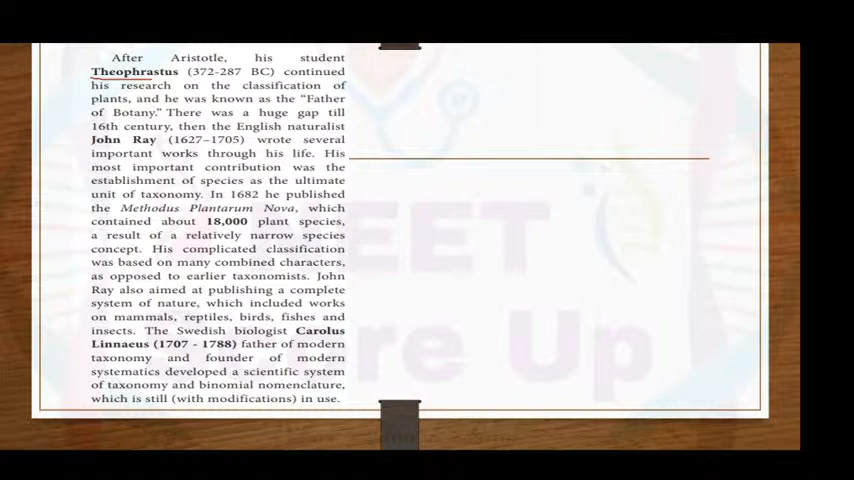 After Aristotle, his student
Theophrastus (372-287 BC) continued
his research on the classification of
plants, and he was known as the “Father
of Botany.” There was a huge gap till
16th century, then the English naturalist
John Ray (1627–1705) wrote several
important works through his life. His
most important contribution was the
establishment of species as the ultimate
unit of taxonomy. In 1682 he published
the Methodus Plantarum Nova, which
contained about 18,000 plant species,
a result of a relatively narrow species
concept. His complicated classification
was based on many combined characters,
as opposed to earlier taxonomists. John
Ray also aimed at publishing a complete
system of nature, which included works
on mammals, reptiles, birds, fishes and
insects. The Swedish biologist Carolus
Linnaeus (1707 - 1788) father of modern
taxonomy and founder of modern
systematics developed a scientific system
of taxonomy and binomial nomenclature,
which is still (with modifications) in use.
Up